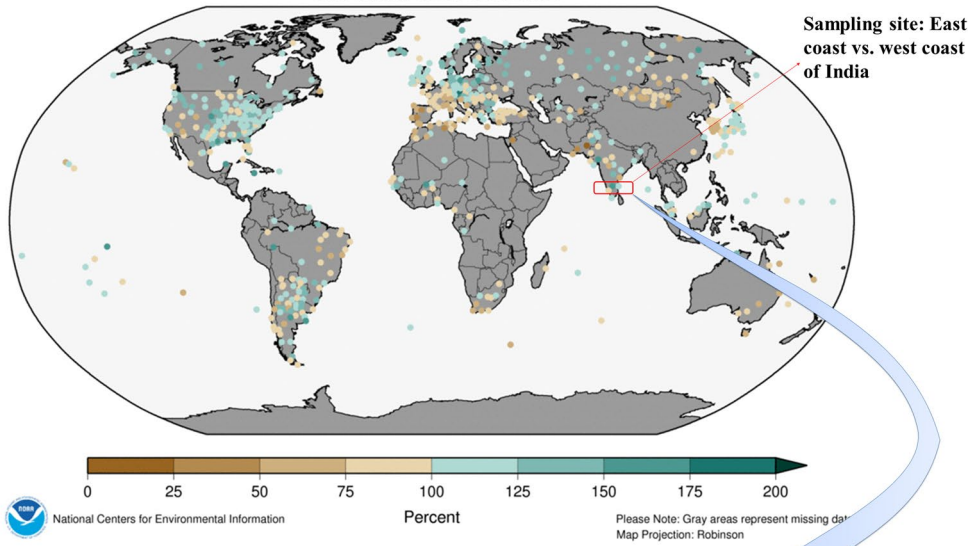 Sampling site: East
coast vs. west coast
of India
0 25 50 75 100 125 150 175 200
NOAA
National Centers for Environmental Information
Percent
Please Note: Gray areas represent missing
Map Projection: Robinson